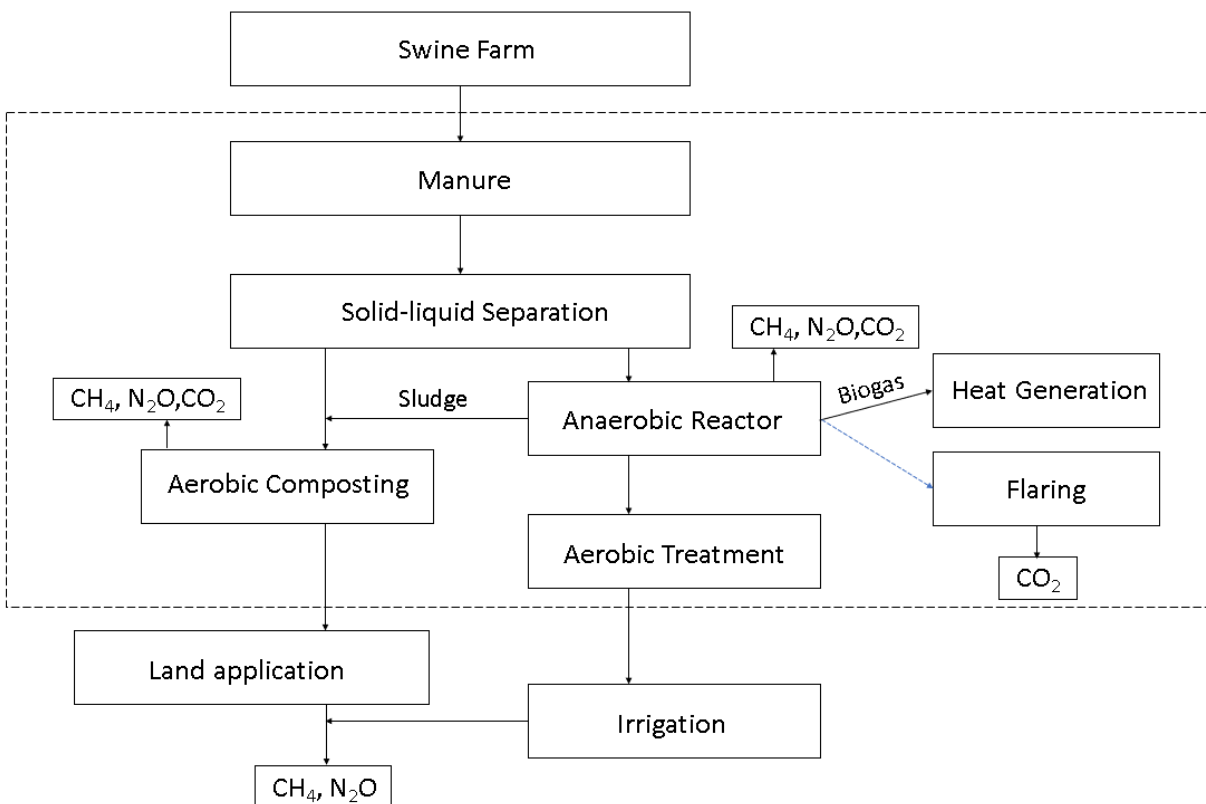 Swine Farm
Manure
Solid-liquid Separation
CH₄, N₂O,CO₂
CH₄, N₂O,CO₂
Sludge
Biogas
Heat Generation
Anaerobic Reactor
Aerobic Composting
Flaring
Aerobic Treatment
CO₂
Land application
Irrigation
CH₄, N₂O